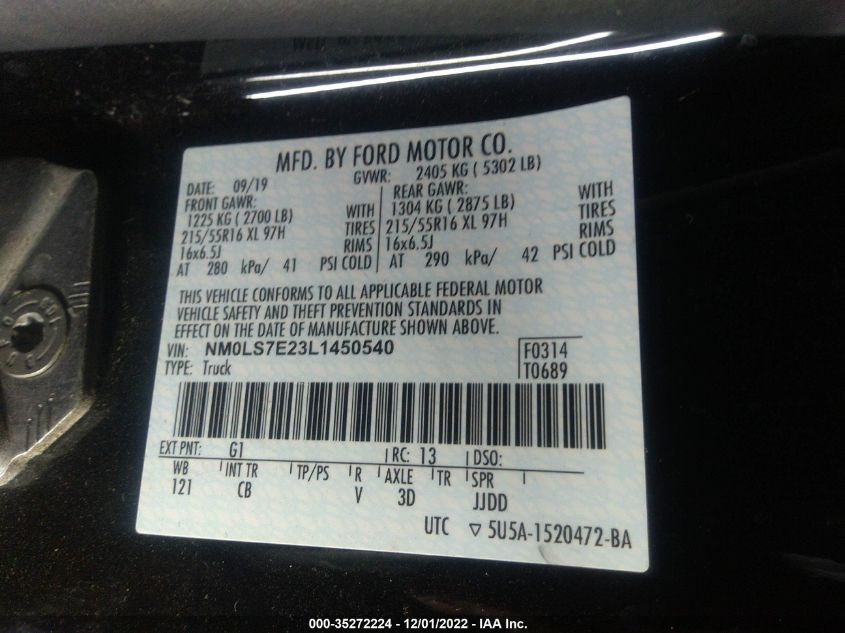 MFD. BY FORD MOTOR CO.
DATE: 09/19 GVWR: 2405 KG ( 5302 LB)
FRONT GAWR: REAR GAWR:
1225 KG ( 2700 LB) WITH 1304 KG ( 2875 LB) WITH
215/55R16 XL 97H TIRES 215/55R16 XL 97H TIRES
16x6.5J RIMS 16x6.5J RIMS
AT 280 kPa/ 41 PSI COLD AT 290 kPa/ 42 PSI COLD
THIS VEHICLE CONFORMS TO ALL APPLICABLE FEDERAL MOTOR
VEHICLE SAFETY AND THEFT PREVENTION STANDARDS IN
EFFECT ON THE DATE OF MANUFACTURE SHOWN ABOVE.
VIN: NM0LS7E23L1450540 F0314
TYPE: Truck T0689
EXT PNT: G1 RC: 13 DSO:
WB INT TR TP/PS R AXLE TR SPR
121 CB V 3D JJDD
UTC ▽ 5U5A-1520472-BA
000-35272224 - 12/01/2022 - IAA Inc.